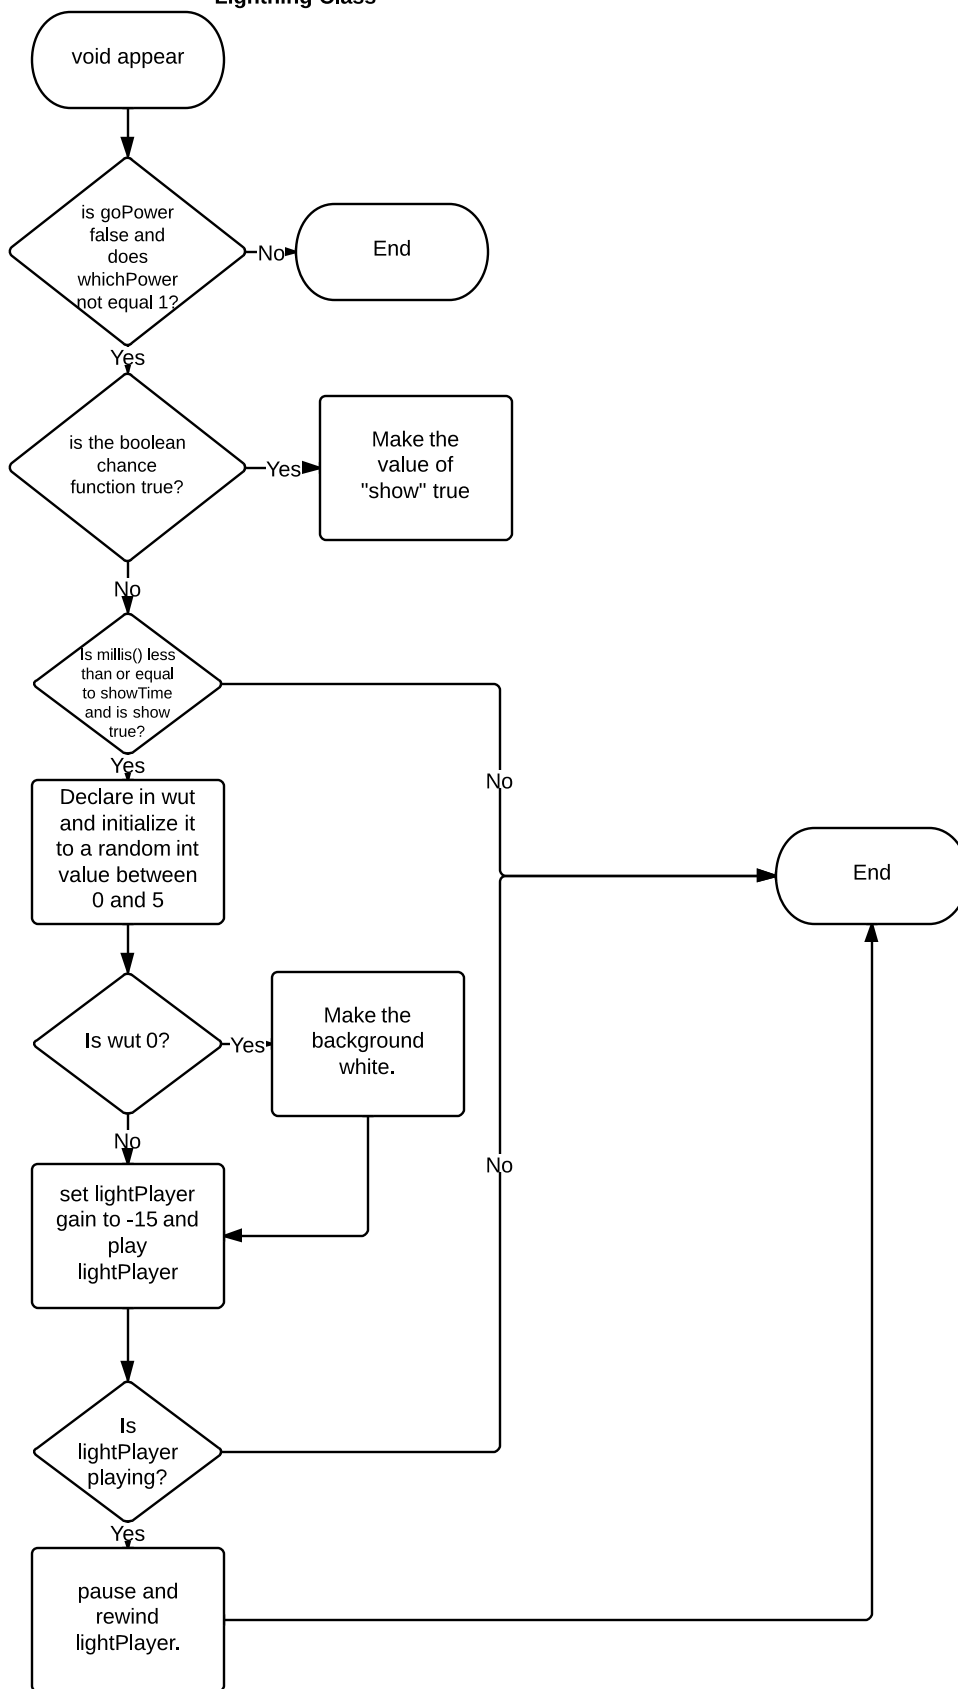 Lightning Class
void appear
is goPower
false and
does
whichPower
not equal 1?
No
End
Yes
is the boolean
chance
function true?
Yes
Make the
value of
"show" true
No
Is millis() less
than or equal
to showTime
and is show
true?
No
Yes
Declare in wut
and initialize it
to a random int
value between
0 and 5
End
Is wut 0?
Yes
Make the
background
white.
No
No
set lightPlayer
gain to -15 and
play
lightPlayer
Is
lightPlayer
playing?
Yes
pause and
rewind
lightPlayer.